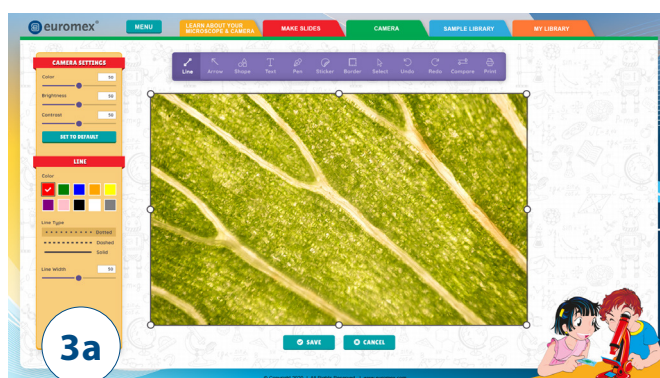 euromex®
MENU
LEARN ABOUT YOUR
MICROSCOPE & CAMERA
MAKE SLIDES
CAMERA
SAMPLE LIBRARY
MY LIBRARY
CAMERA SETTINGS
Color 50
Brightness 50
Contrast 50
SET TO DEFAULT
LINE
Color
Line Type
Dotted
Dashed
Solid
Line Width 50
Line Arrow Shape Text Pen Sticker Border Select Undo Redo Compare Print
SAVE CANCEL
3a